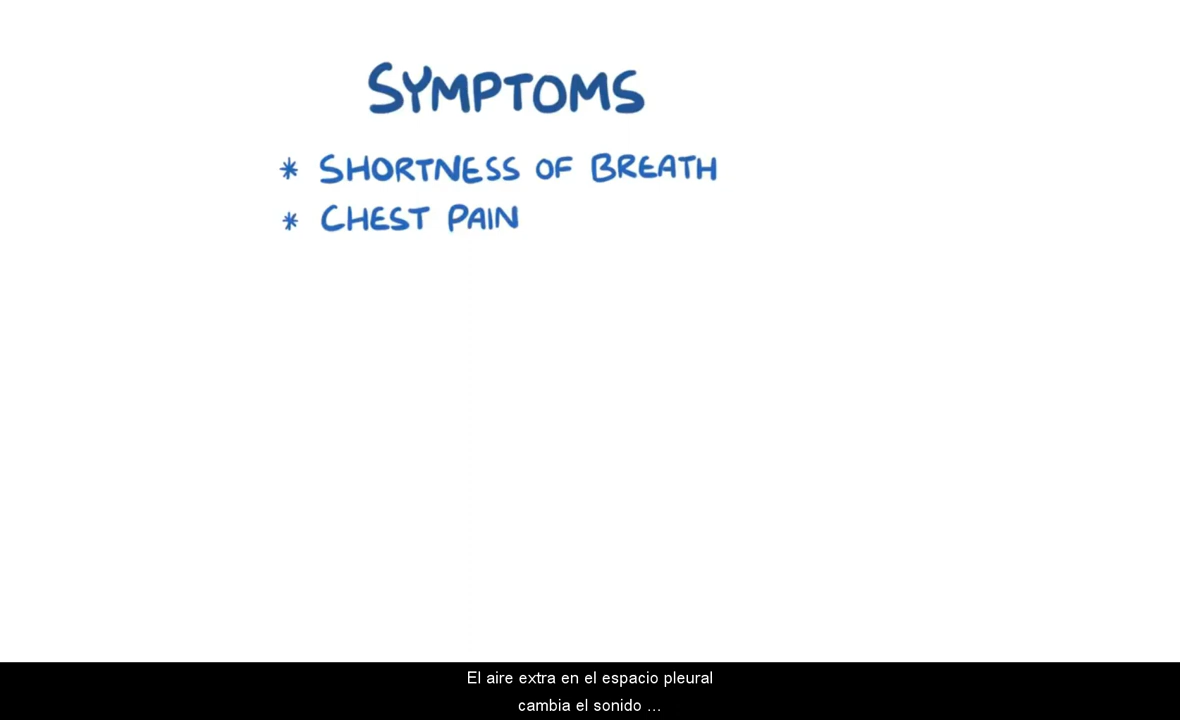 SYMPTOMS
* SHORTNESS OF BREATH
* CHEST PAIN
El aire extra en el espacio pleural
cambia el sonido ...